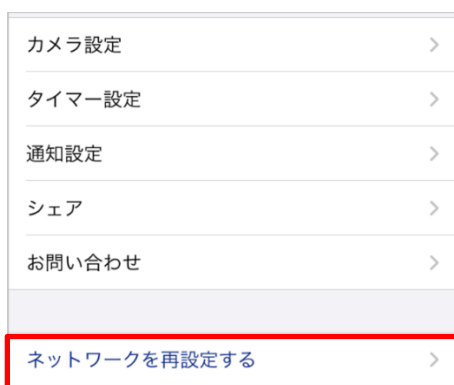 カメラ設定
タイマー設定
通知設定
シェア
お問い合わせ
ネットワークを再設定する